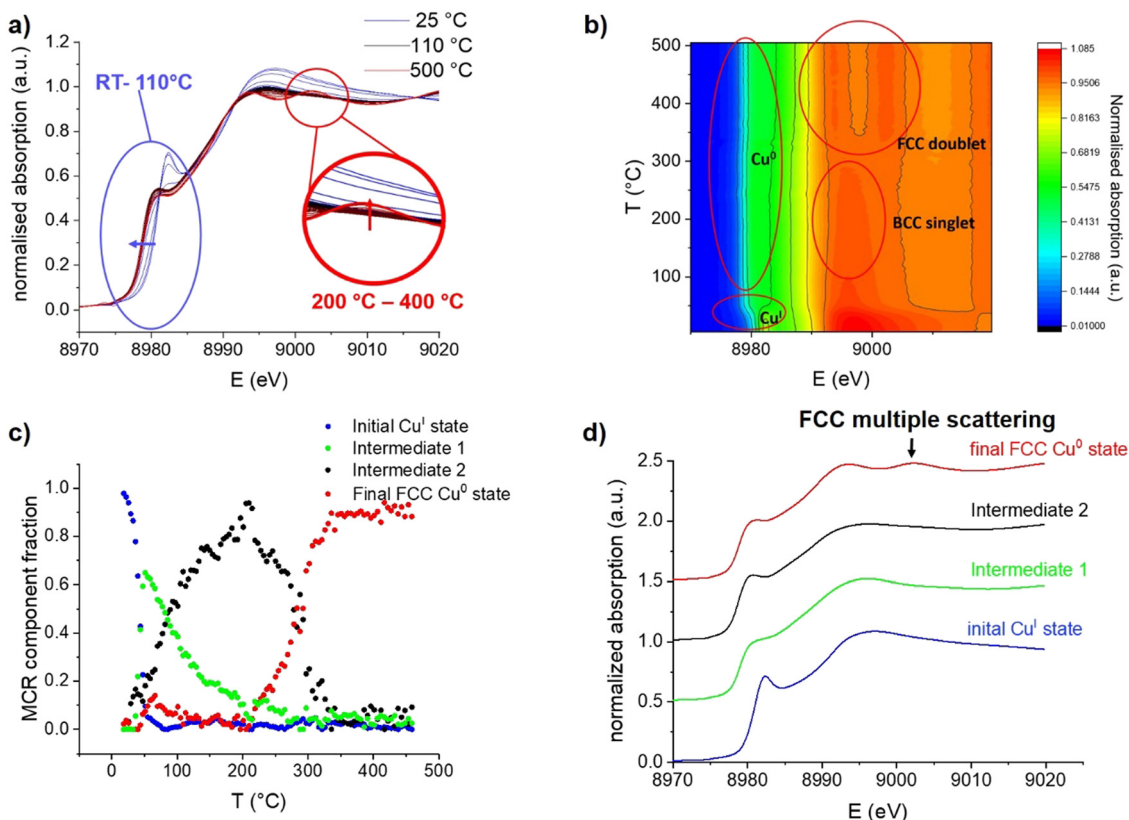 a)
25 °C
110 °C
500 °C
RT- 110°C
200 °C – 400 °C
normalised absorption (a.u.)
1.2
1.0
0.8
0.6
0.4
0.2
0.0
8970 8980 8990 9000 9010 9020
E (eV)
b)
T (°C)
500
400
300
200
100
Cu⁰
Cuᴵ
FCC doublet
BCC singlet
8980 9000
E (eV)
1.085
0.9506
0.8163
0.6819
0.5475
0.4131
0.2788
0.1444
0.01000
Normalised absorption (a.u.)
c)
Initial Cuᴵ state
Intermediate 1
Intermediate 2
Final FCC Cu⁰ state
MCR component fraction
1.0
0.8
0.6
0.4
0.2
0.0
0 100 200 300 400 500
T (°C)
d)
FCC multiple scattering
final FCC Cu⁰ state
Intermediate 2
Intermediate 1
inital Cuᴵ state
normalized absorption (a.u.)
2.5
2.0
1.5
1.0
0.5
0.0
8970 8980 8990 9000 9010 9020
E (eV)